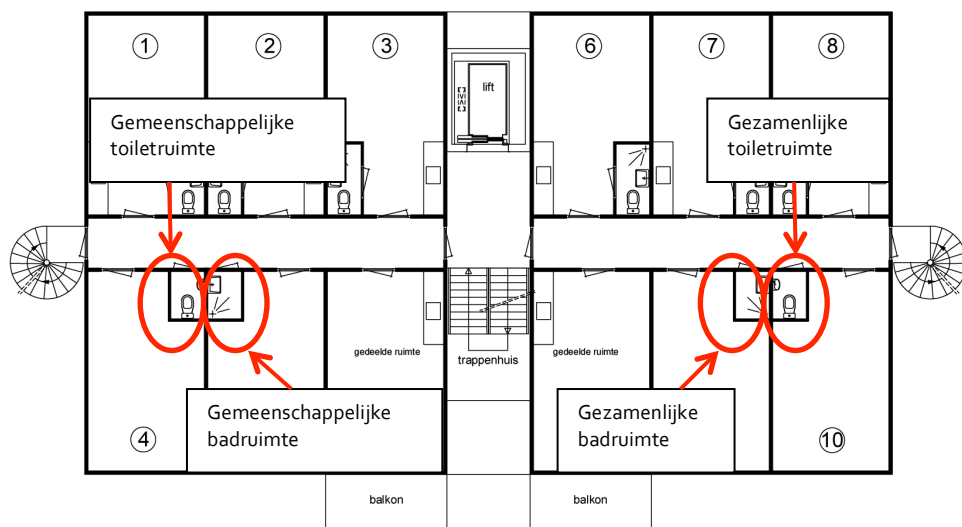 1
2
3
6
7
8
lift
Gemeenschappelijke
toiletruimte
Gezamenlijke
toiletruimte
gedeelde ruimte
trappenhuis
gedeelde ruimte
Gemeenschappelijke
badruimte
Gezamenlijke
badruimte
4
10
balkon
balkon